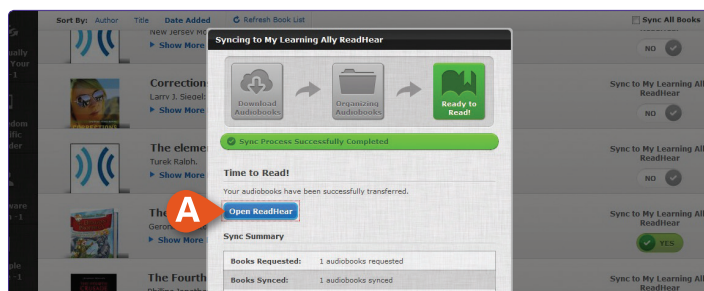 Sort By: Author Title Date Added Refresh Book List Sync All Books
Syncing to My Learning Ally ReadHear
New Jersey
Show More
NO
Download Audiobooks
Organizing Audiobooks
Ready to Read!
Corrections
Larry J. Siegel;
Show More
Sync to My Learning All
ReadHear
NO
Sync Process Successfully Completed
The eleme
Turek Ralph.
Show More
Sync to My Learning All
ReadHear
NO
Time to Read!
Your audiobooks have been successfully transferred.
A
Open ReadHear
The
Geron
Show More
Sync to My Learning All
ReadHear
YES
Sync Summary
Books Requested: 1 audiobooks requested
Books Synced: 1 audiobooks synced
The Fourth
Sync to My Learning All
ReadHear